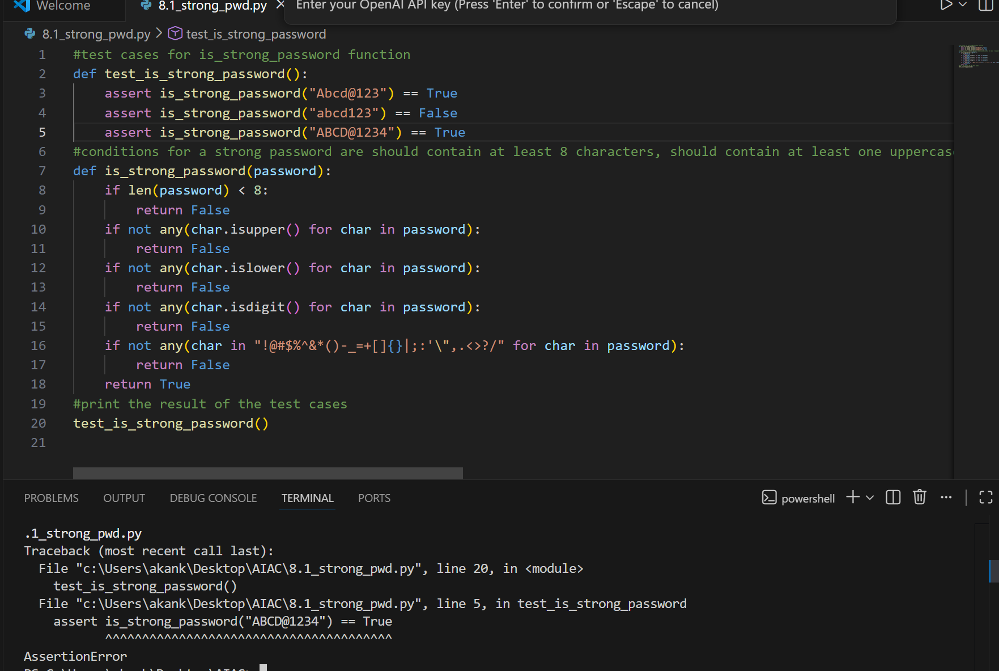 Welcome
8.1_strong_pwd.py
Enter your OpenAI API key (Press 'Enter' to confirm or 'Escape' to cancel)
8.1_strong_pwd.py > test_is_strong_password
1 #test cases for is_strong_password function
2 def test_is_strong_password():
3 assert is_strong_password("Abcd@123") == True
4 assert is_strong_password("abcd123") == False
5 assert is_strong_password("ABCD@1234") == True
6 #conditions for a strong password are should contain at least 8 characters, should contain at least one uppercase
7 def is_strong_password(password):
8 if len(password) < 8:
9 return False
10 if not any(char.isupper() for char in password):
11 return False
12 if not any(char.islower() for char in password):
13 return False
14 if not any(char.isdigit() for char in password):
15 return False
16 if not any(char in "!@#$%^&*()-_=+[]{}|;:'\",.<>?/" for char in password):
17 return False
18 return True
19 #print the result of the test cases
20 test_is_strong_password()
21
PROBLEMS OUTPUT DEBUG CONSOLE TERMINAL PORTS
powershell
.1_strong_pwd.py
Traceback (most recent call last):
File "c:\Users\akank\Desktop\AIAC\8.1_strong_pwd.py", line 20, in <module>
test_is_strong_password()
File "c:\Users\akank\Desktop\AIAC\8.1_strong_pwd.py", line 5, in test_is_strong_password
assert is_strong_password("ABCD@1234") == True
^^^^^^^^^^^^^^^^^^^^^^^^^^^^^^^^^^^^^^^
AssertionError
PS C:\Users\akank\Desktop\AIAC>